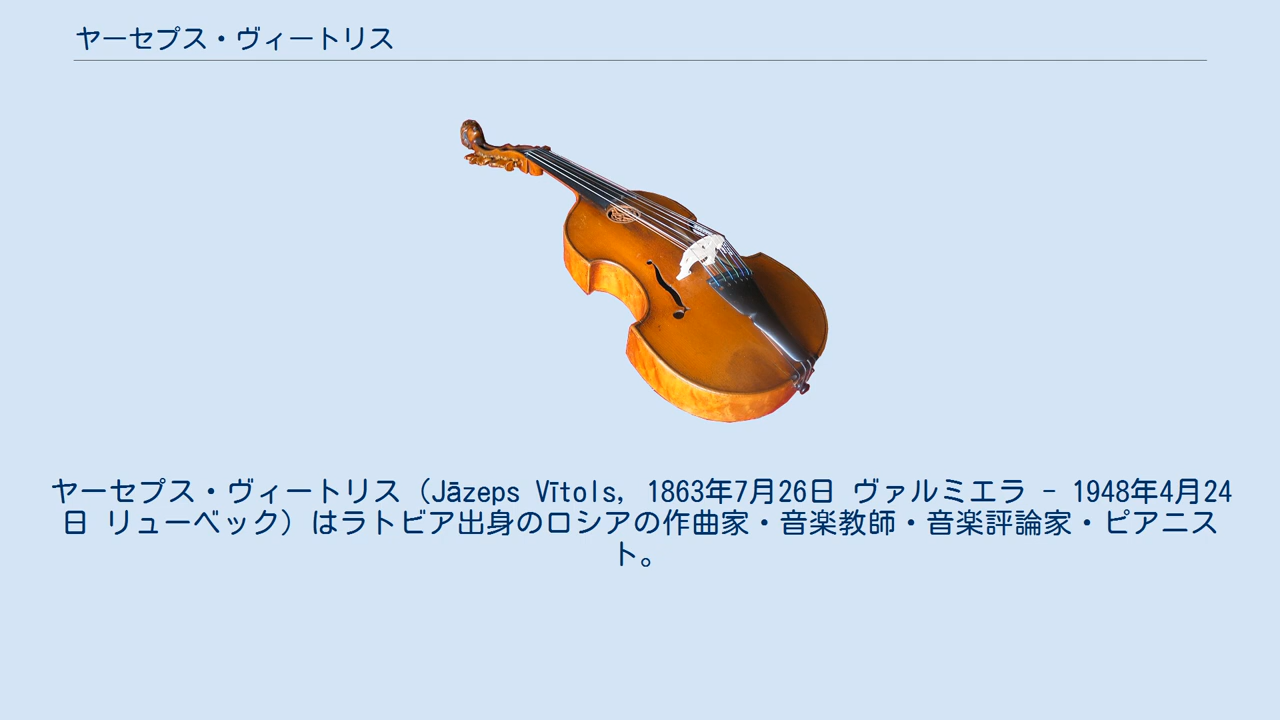 ヤーセプス・ヴィートリス
ヤーセプス・ヴィートリス（Jāzeps Vītols, 1863年7月26日 ヴァルミエラ - 1948年4月24
日 リューベック）はラトビア出身のロシアの作曲家・音楽教師・音楽評論家・ピアニス
ト。